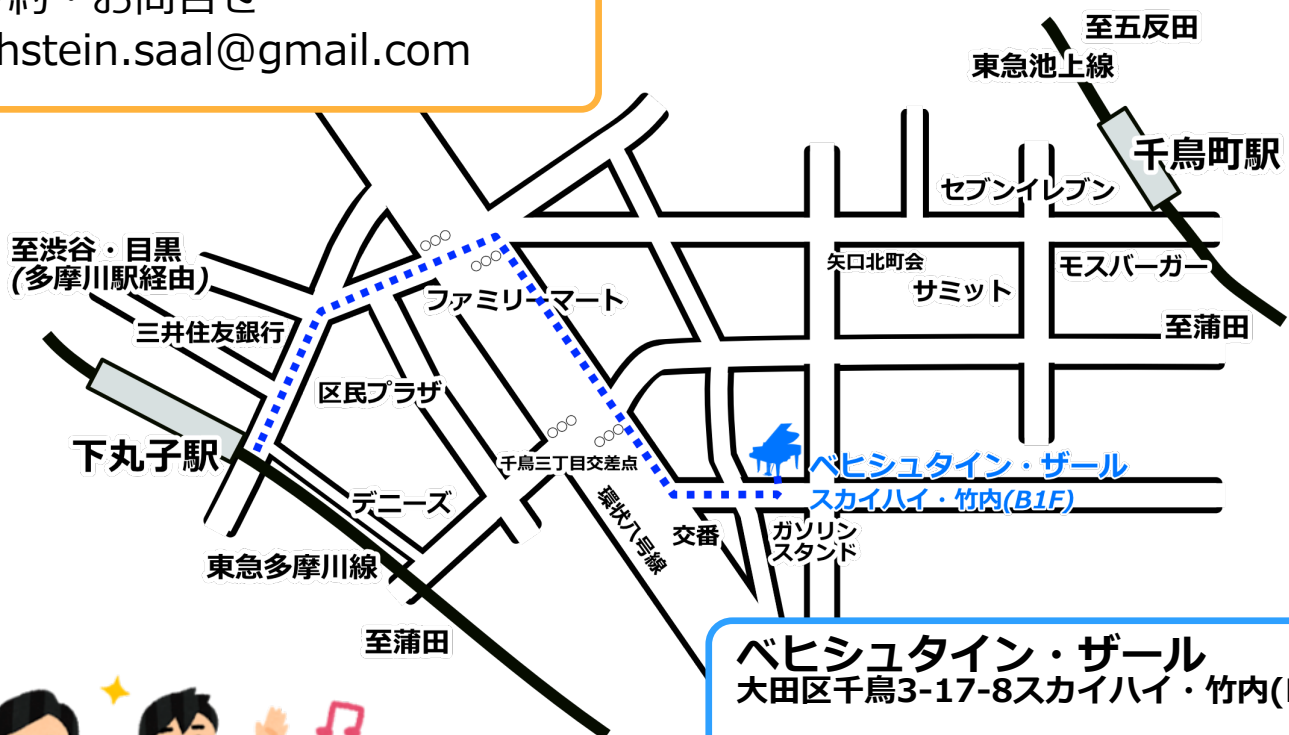 約・お問合せ
hstein.saal@gmail.com
至五反田
東急池上線
千鳥町駅
セブンイレブン
至渋谷・目黒
(多摩川駅経由)
矢口北町会
モスバーガー
サミット
ファミリーマート
三井住友銀行
至蒲田
区民プラザ
下丸子駅
千鳥三丁目交差点
ベヒシュタイン・ザール
スカイハイ・竹内(B1F)
デニーズ
環状八号線
交番
ガソリン
スタンド
東急多摩川線
至蒲田
ベヒシュタイン・ザール
大田区千鳥3-17-8スカイハイ・竹内(